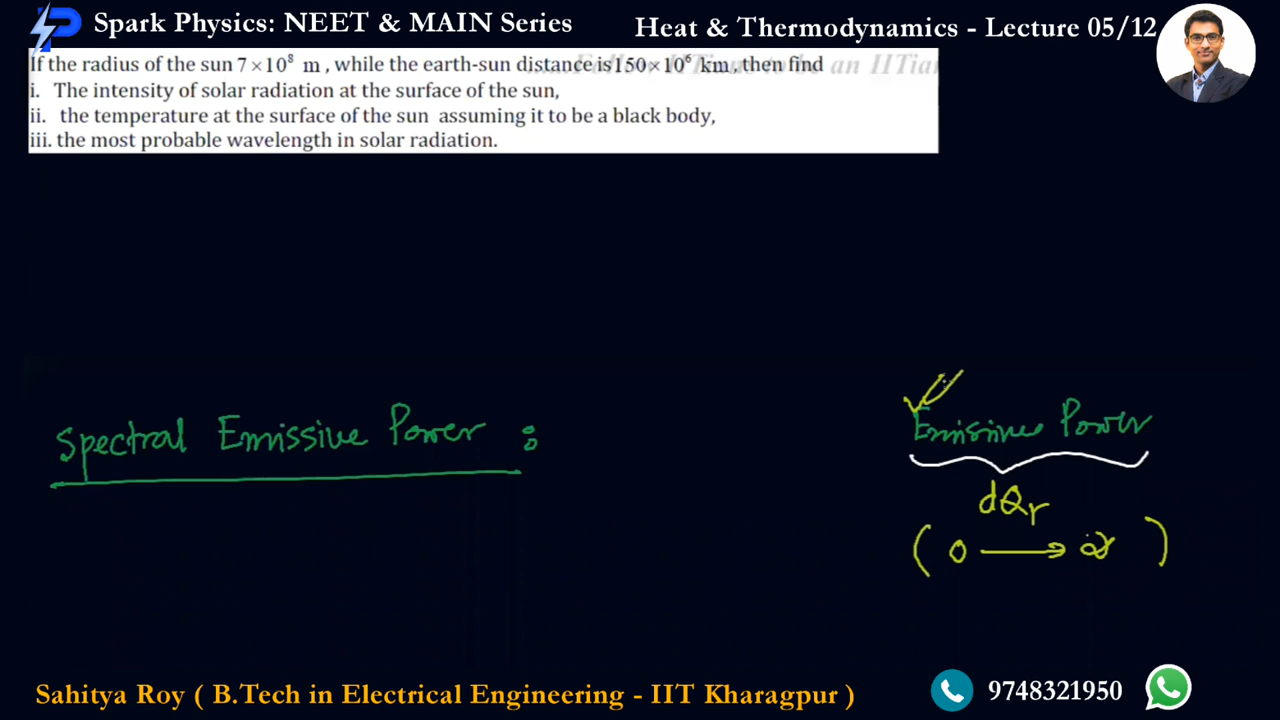 Spark Physics: NEET & MAIN Series
Heat & Thermodynamics - Lecture 05/12
If the radius of the sun 7×10⁸ m, while the earth-sun distance is 150×10⁶ km, then find
i. The intensity of solar radiation at the surface of the sun,
ii. the temperature at the surface of the sun assuming it to be a black body,
iii. the most probable wavelength in solar radiation.
Spectral Emissive Power :
Emissive Power
dQr
( 0 → ∞ )
Sahitya Roy ( B.Tech in Electrical Engineering - IIT Kharagpur )
9748321950